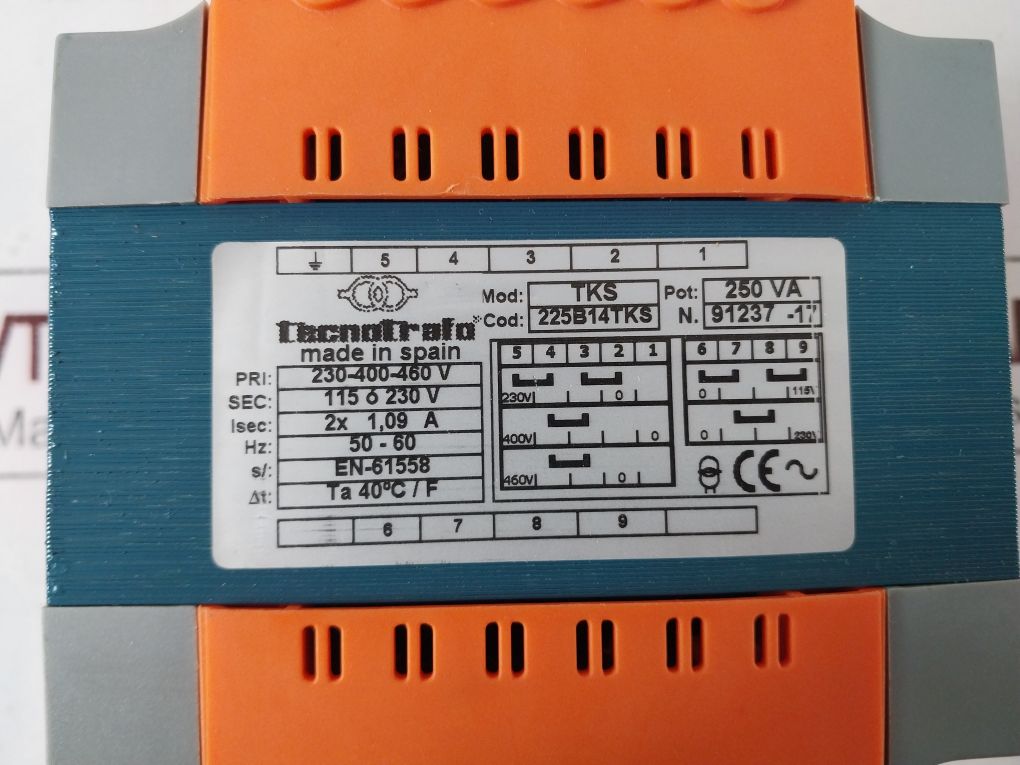 5 4 3 2 1
TecnoTrafo
made in spain
Mod: TKS Pot: 250 VA
Cod: 225B14TKS N. 91237 -17
PRI: 230-400-460 V
SEC: 115 ó 230 V
Isec: 2x 1,09 A
Hz: 50 - 60
s/: EN-61558
Δt: Ta 40ºC / F
5 4 3 2 1
230V 0
400V 0
460V 0
6 7 8 9
0 115V
0 230V
CE
6 7 8 9